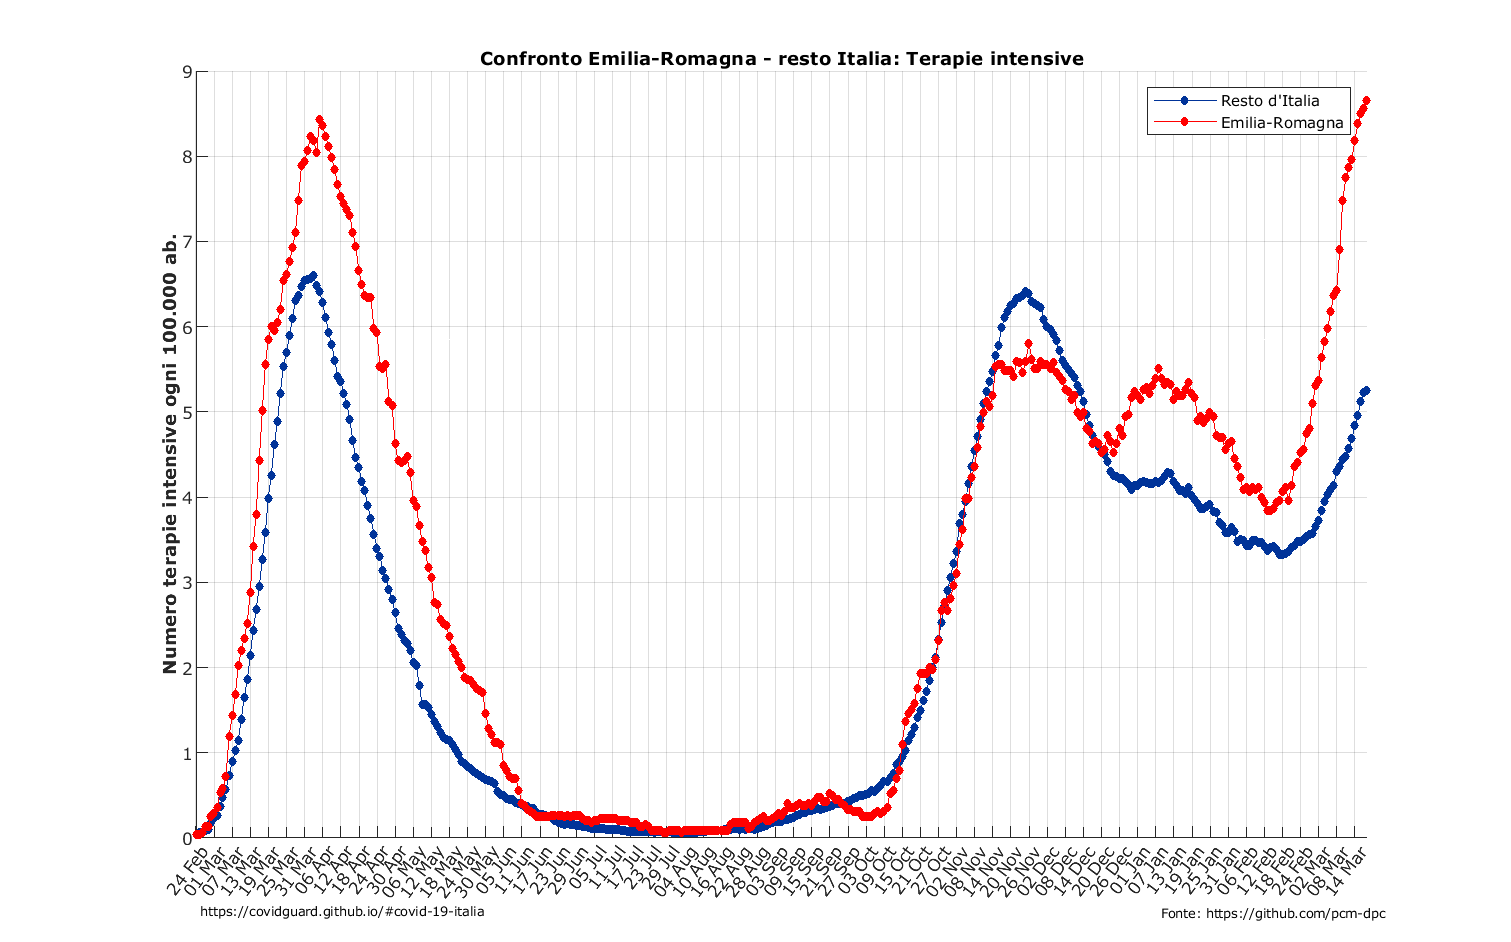 Confronto Emilia-Romagna - resto Italia: Terapie intensive
Numero terapie intensive ogni 100.000 ab.
9
8
7
6
5
4
3
2
1
0
Resto d'Italia
Emilia-Romagna
24 Feb
01 Mar
07 Mar
13 Mar
19 Mar
25 Mar
31 Mar
06 Apr
12 Apr
18 Apr
24 Apr
30 Apr
06 May
12 May
18 May
24 May
30 May
05 Jun
11 Jun
17 Jun
23 Jun
29 Jun
05 Jul
11 Jul
17 Jul
23 Jul
29 Jul
04 Aug
10 Aug
16 Aug
22 Aug
28 Aug
03 Sep
09 Sep
15 Sep
21 Sep
27 Sep
03 Oct
09 Oct
15 Oct
21 Oct
27 Oct
02 Nov
08 Nov
14 Nov
20 Nov
26 Nov
02 Dec
08 Dec
14 Dec
20 Dec
26 Dec
01 Jan
07 Jan
13 Jan
19 Jan
25 Jan
31 Jan
06 Feb
12 Feb
18 Feb
24 Feb
02 Mar
08 Mar
14 Mar
https://covidguard.github.io/#covid-19-italia
Fonte: https://github.com/pcm-dpc